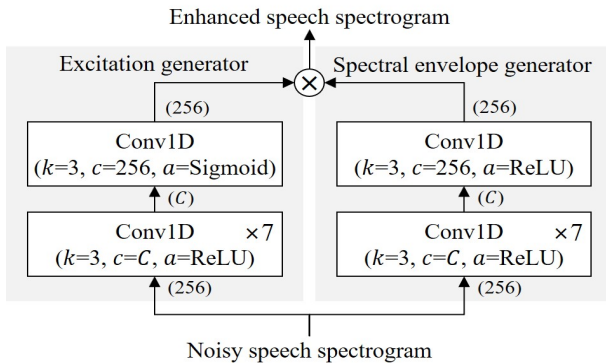 Enhanced speech spectrogram
Excitation generator
×
Spectral envelope generator
(256)
(256)
Conv1D
(k=3, c=256, a=Sigmoid)
Conv1D
(k=3, c=256, a=ReLU)
(C)
(C)
Conv1D ×7
(k=3, c=C, a=ReLU)
Conv1D ×7
(k=3, c=C, a=ReLU)
(256)
(256)
Noisy speech spectrogram